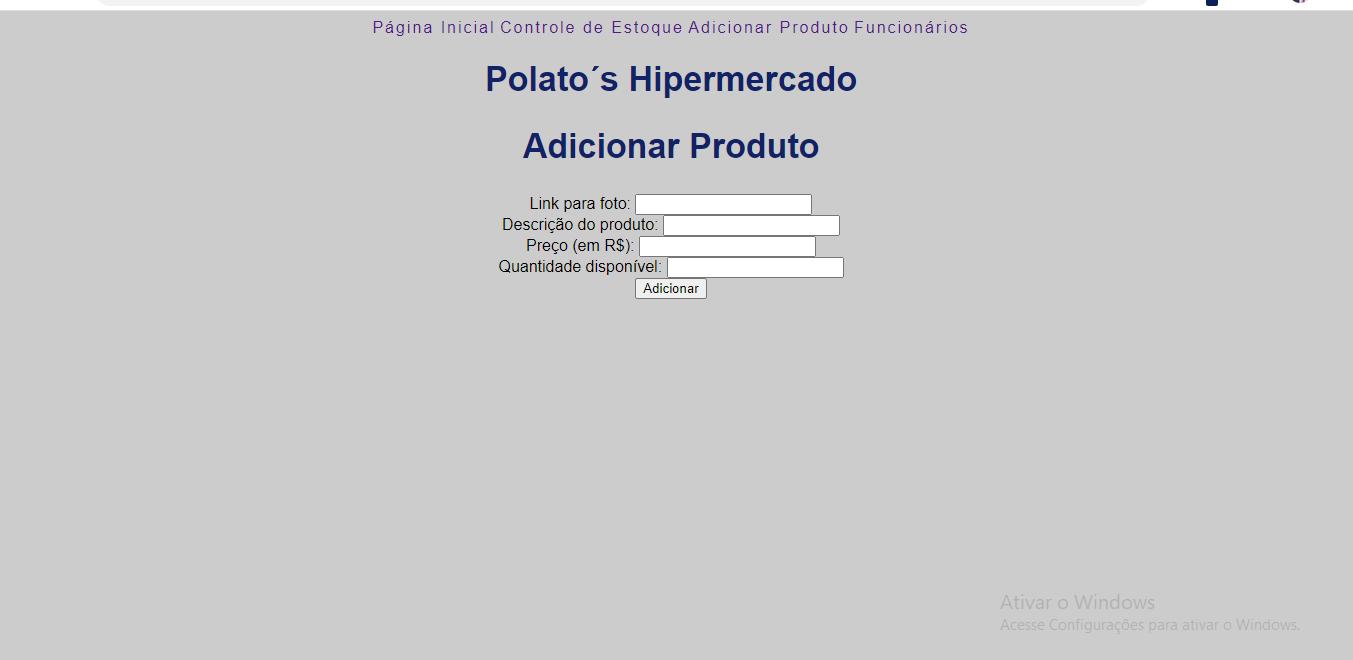 Página Inicial Controle de Estoque Adicionar Produto Funcionários
Polato´s Hipermercado
Adicionar Produto
Link para foto:
Descrição do produto:
Preço (em R$):
Quantidade disponível:
Adicionar
Ativar o Windows
Acesse Configurações para ativar o Windows.